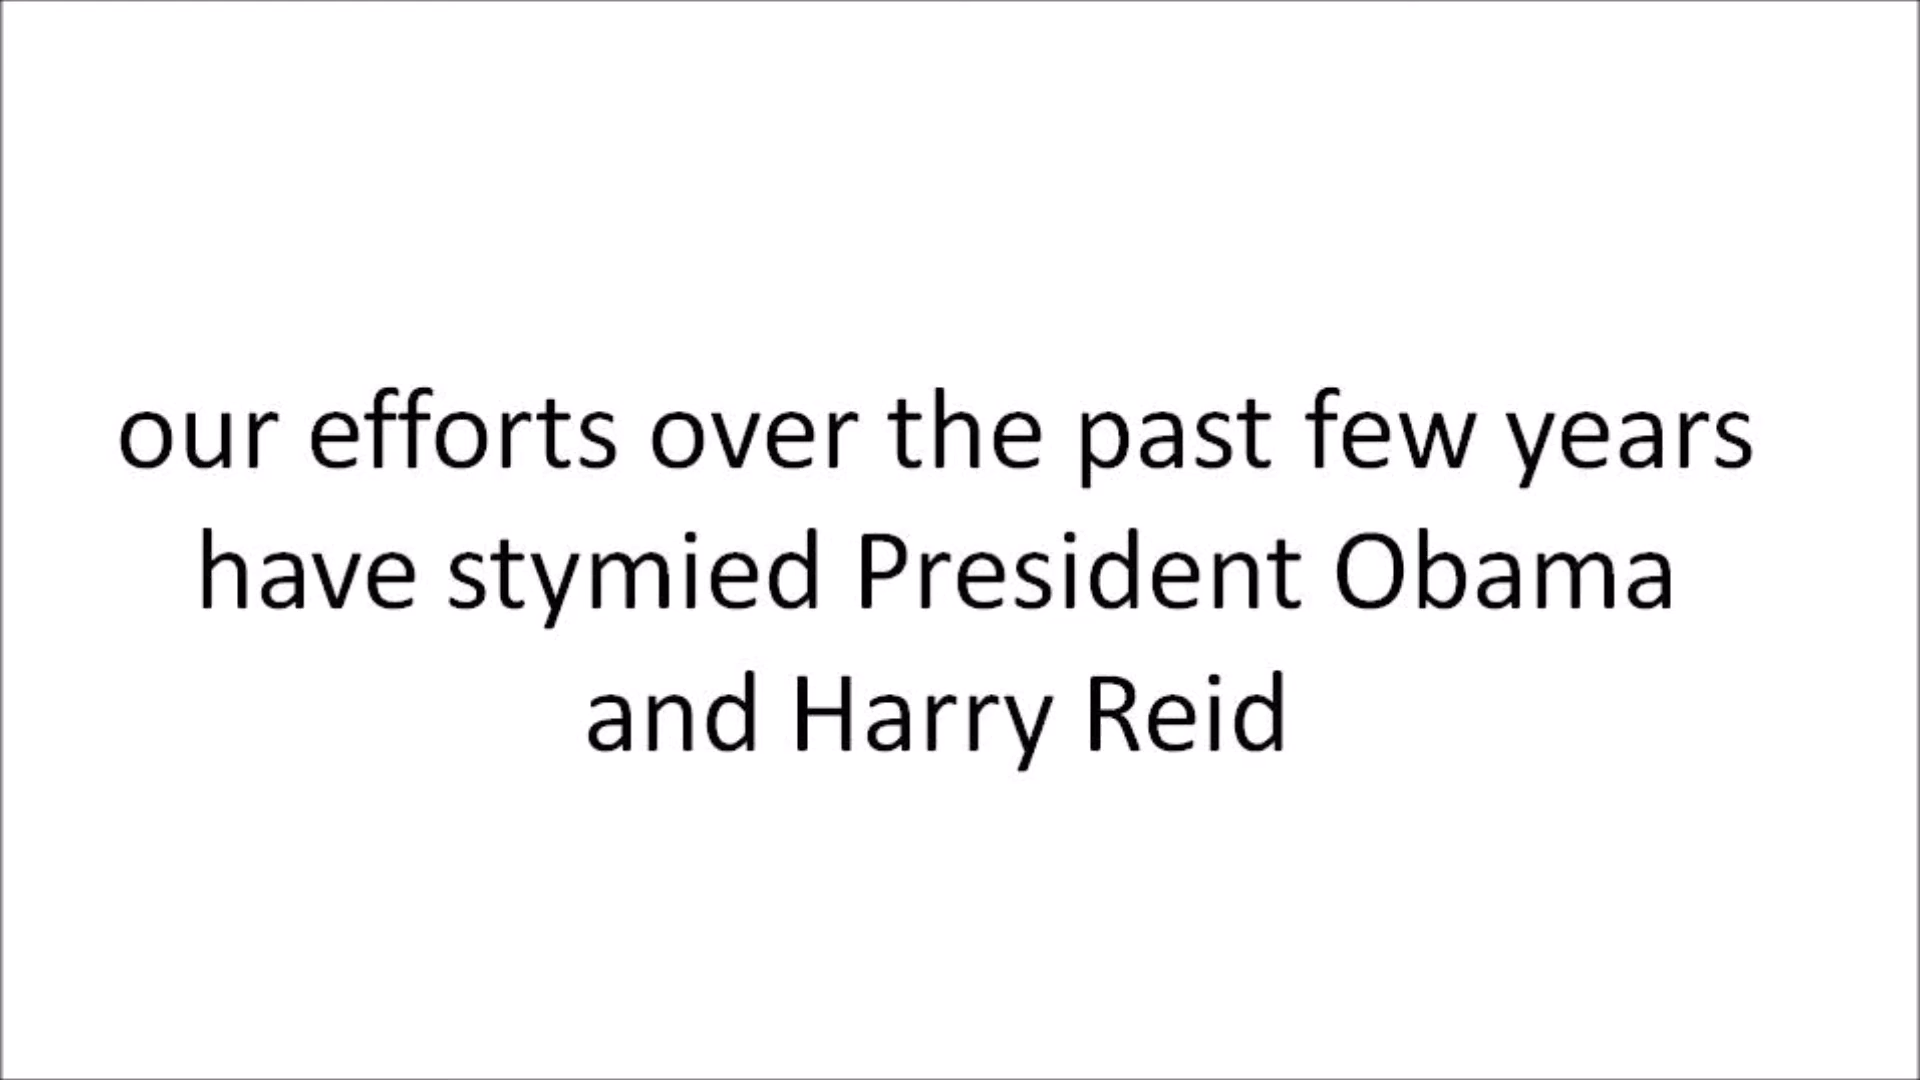 our efforts over the past few years
have stymied President Obama
and Harry Reid